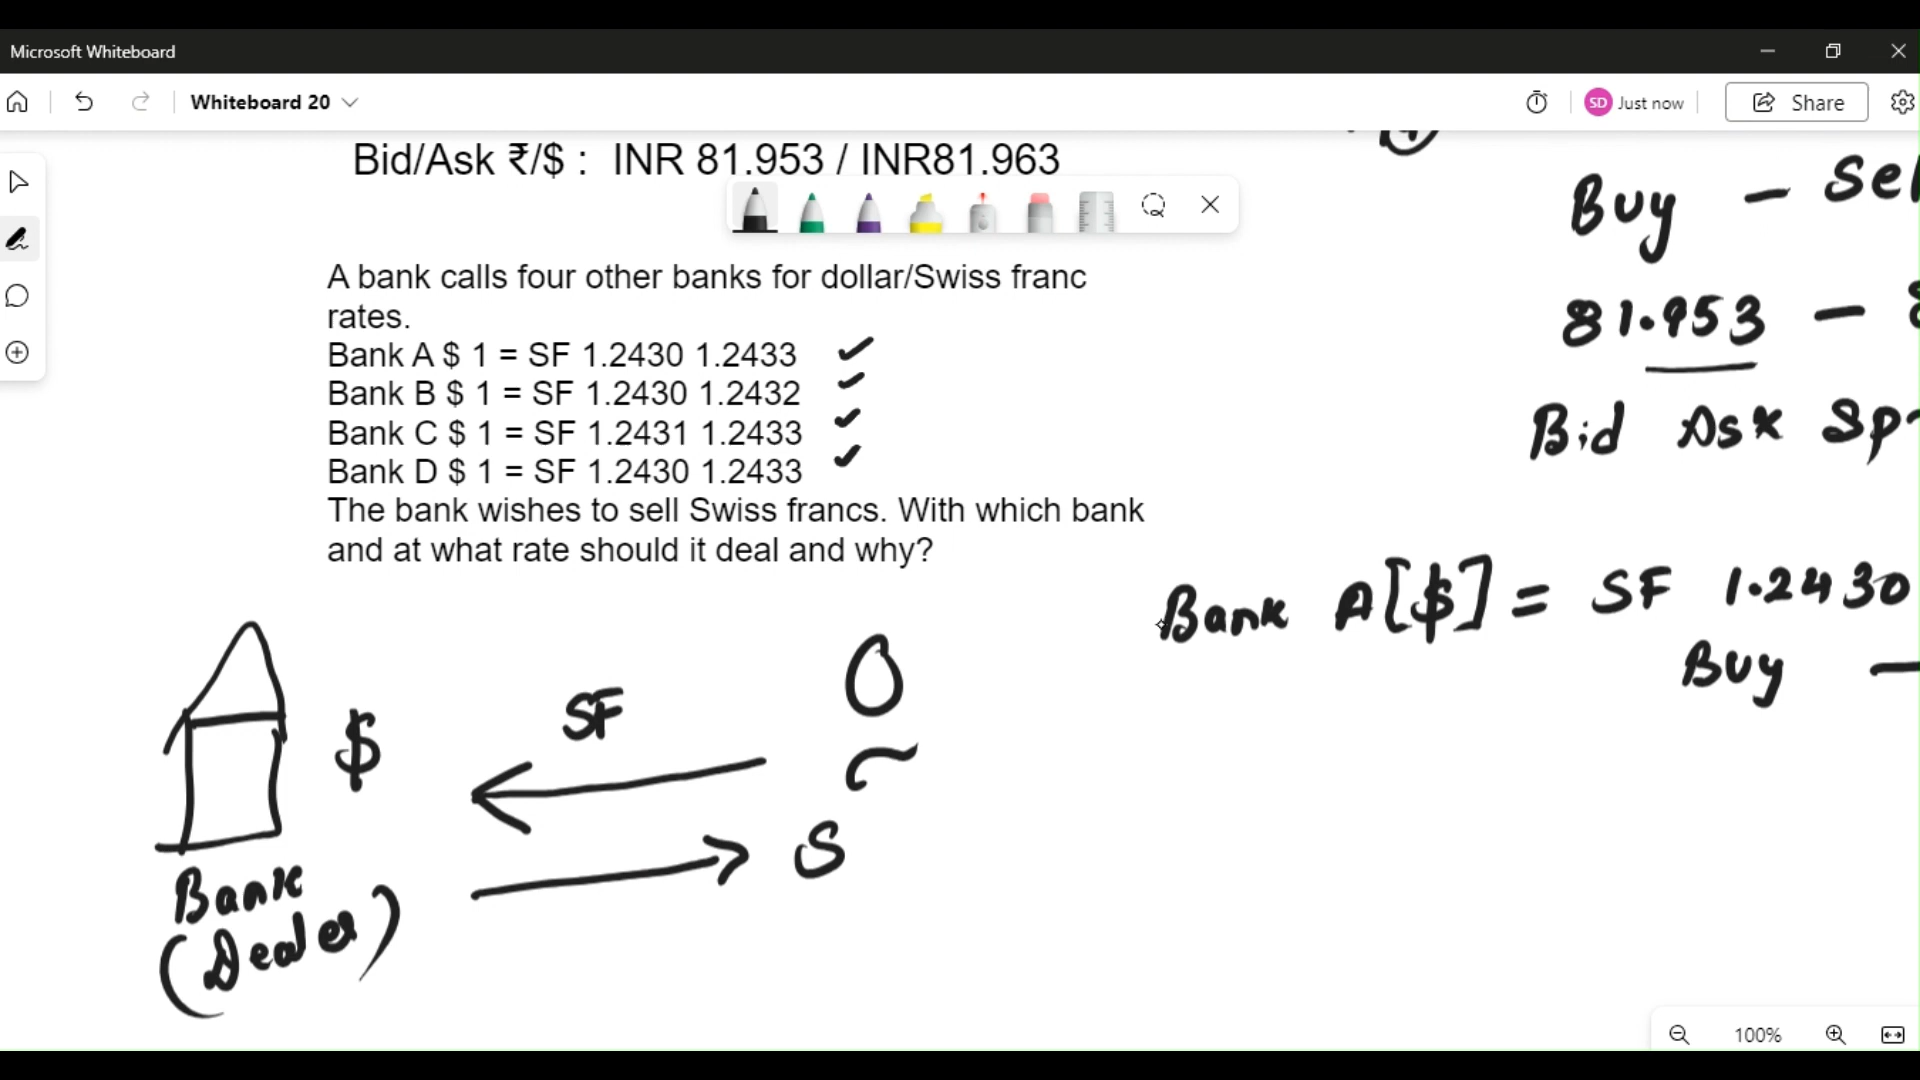 Microsoft Whiteboard
Whiteboard 20
SD Just now
Share
Bid/Ask ₹/$ : INR 81.953 / INR81.963
Buy –
81.953 –
Bid Ask
A bank calls four other banks for dollar/Swiss franc
rates.
Bank A $ 1 = SF 1.2430 1.2433
Bank B $ 1 = SF 1.2430 1.2432
Bank C $ 1 = SF 1.2431 1.2433
Bank D $ 1 = SF 1.2430 1.2433
The bank wishes to sell Swiss francs. With which bank
and at what rate should it deal and why?
Bank A[$] = SF 1.2430
Buy –
SF
$
S
Bank
(Dealer)
100%